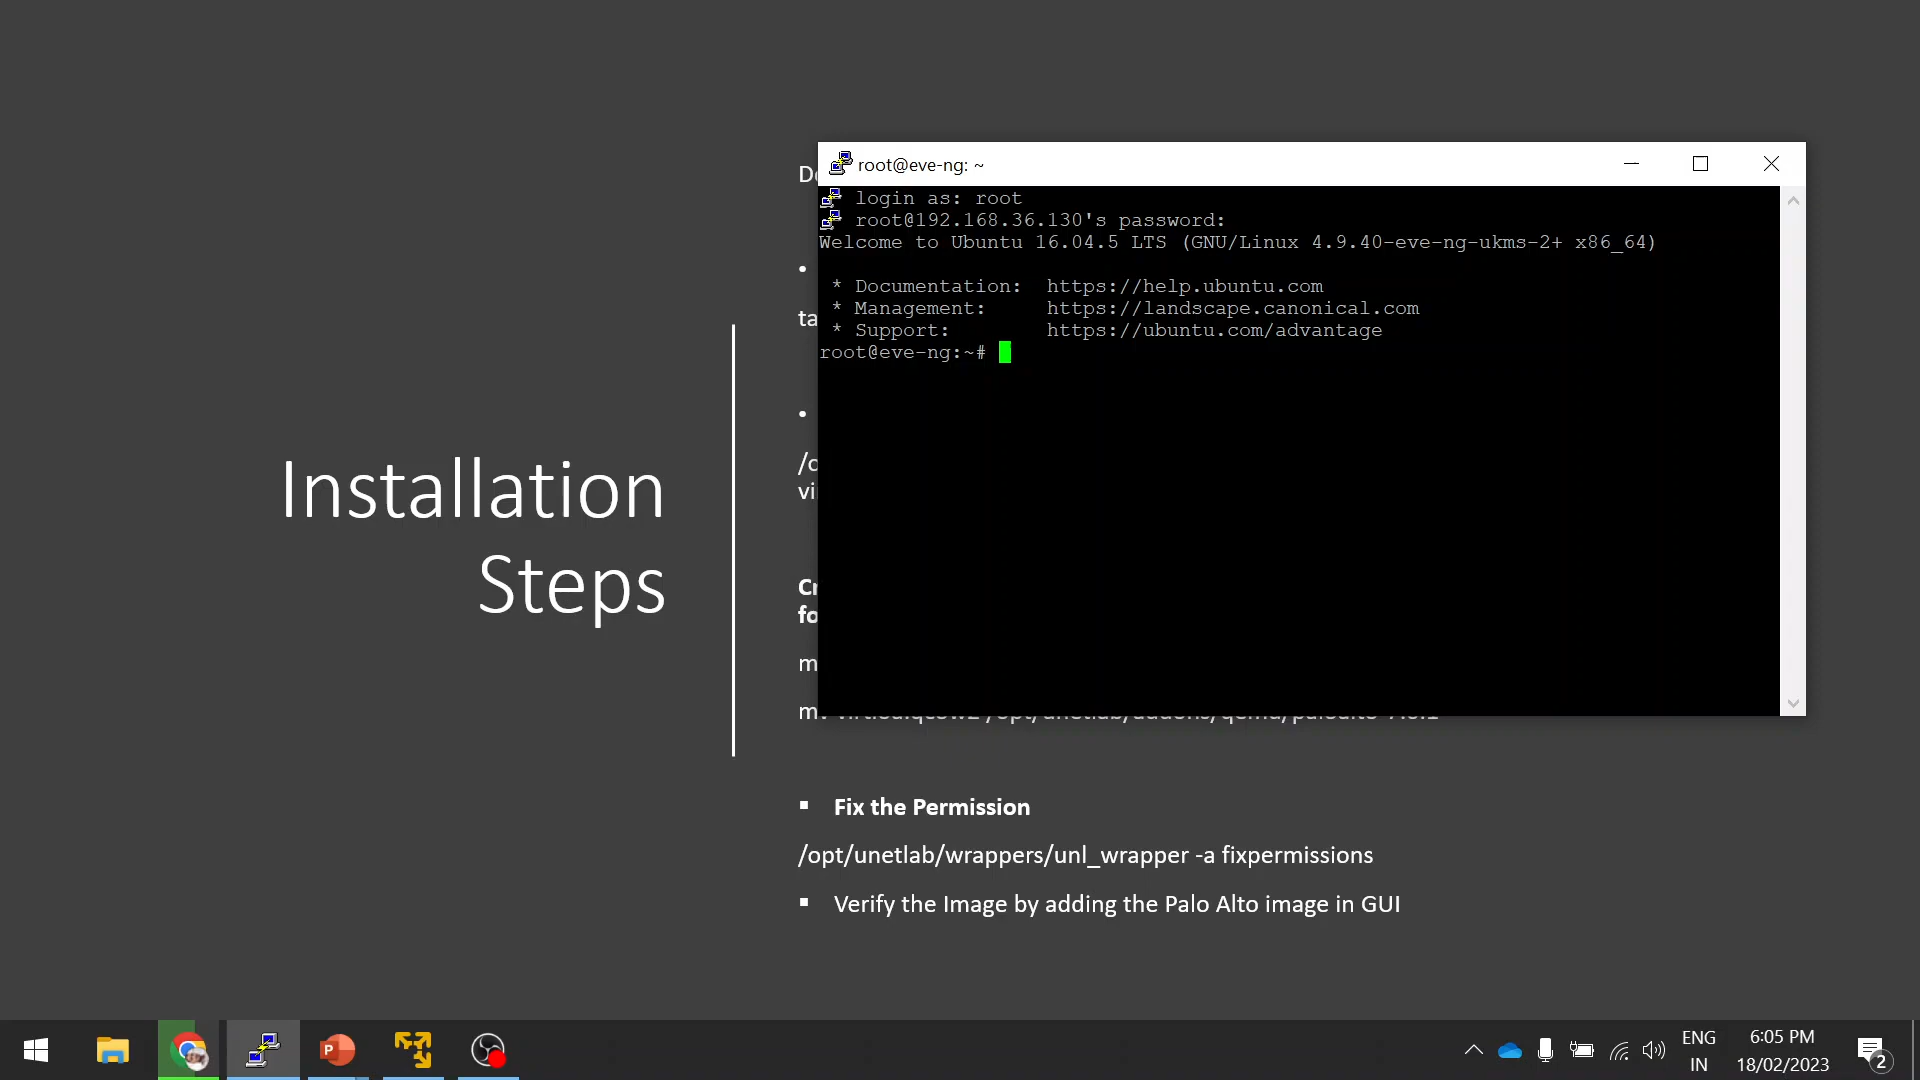 Installation
Steps
root@eve-ng: ~
login as: root
root@192.168.36.130's password:
Welcome to Ubuntu 16.04.5 LTS (GNU/Linux 4.9.40-eve-ng-ukms-2+ x86_64)
* Documentation: https://help.ubuntu.com
* Management: https://landscape.canonical.com
* Support: https://ubuntu.com/advantage
root@eve-ng:~#
ta
vi
fo
▪ Fix the Permission
/opt/unetlab/wrappers/unl_wrapper -a fixpermissions
▪ Verify the Image by adding the Palo Alto image in GUI
ENG
IN
6:05 PM
18/02/2023
2